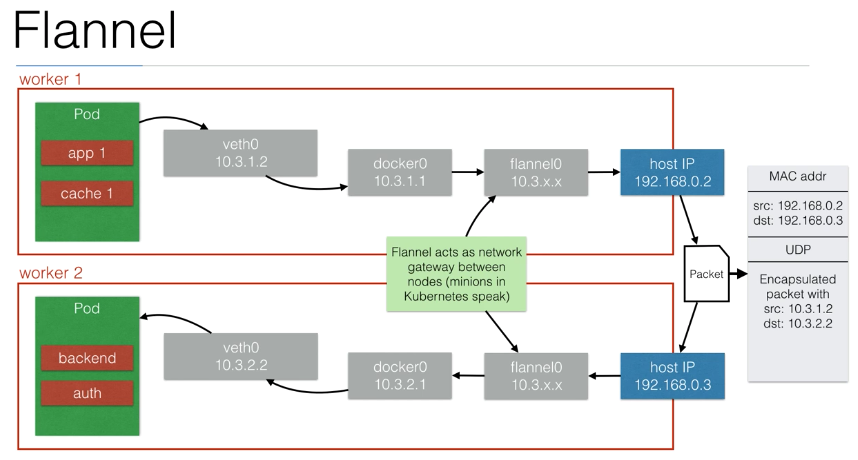 Flannel
worker 1
Pod
app 1
cache 1
veth0
10.3.1.2
docker0
10.3.1.1
flannel0
10.3.x.x
host IP
192.168.0.2
Flannel acts as network
gateway between
nodes (minions in
Kubernetes speak)
Packet
MAC addr
src: 192.168.0.2
dst: 192.168.0.3
UDP
Encapsulated
packet with
src: 10.3.1.2
dst: 10.3.2.2
worker 2
Pod
backend
auth
veth0
10.3.2.2
docker0
10.3.2.1
flannel0
10.3.x.x
host IP
192.168.0.3